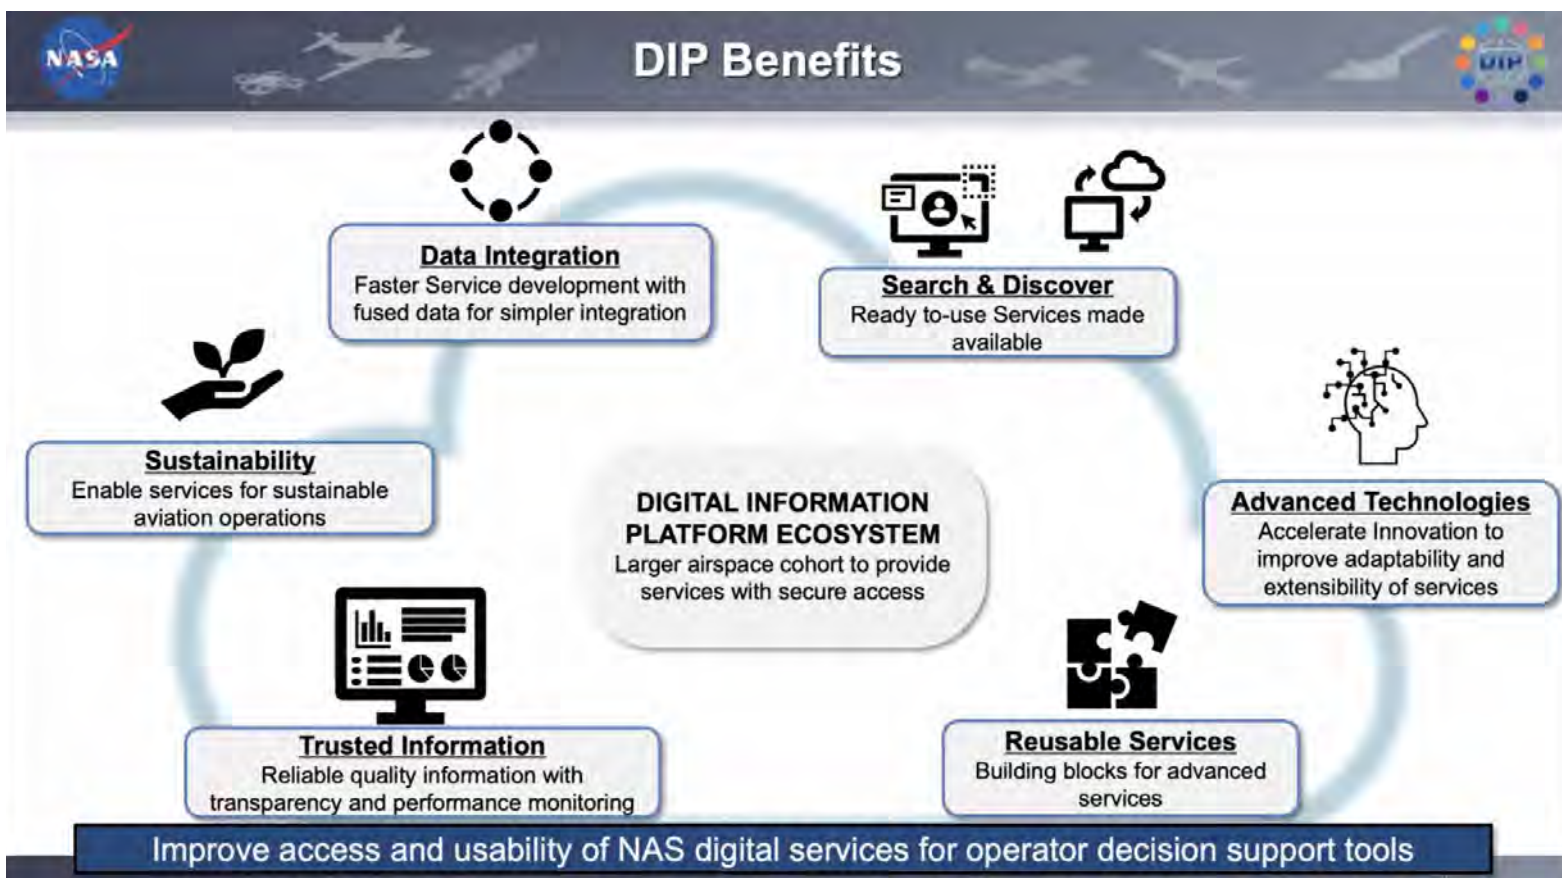 NASA
DIP Benefits
DIP
Data Integration
Faster Service development with
fused data for simpler integration
Search & Discover
Ready to-use Services made
available
Sustainability
Enable services for sustainable
aviation operations
DIGITAL INFORMATION
PLATFORM ECOSYSTEM
Larger airspace cohort to provide
services with secure access
Advanced Technologies
Accelerate Innovation to
improve adaptability and
extensibility of services
Trusted Information
Reliable quality information with
transparency and performance monitoring
Reusable Services
Building blocks for advanced
services
Improve access and usability of NAS digital services for operator decision support tools